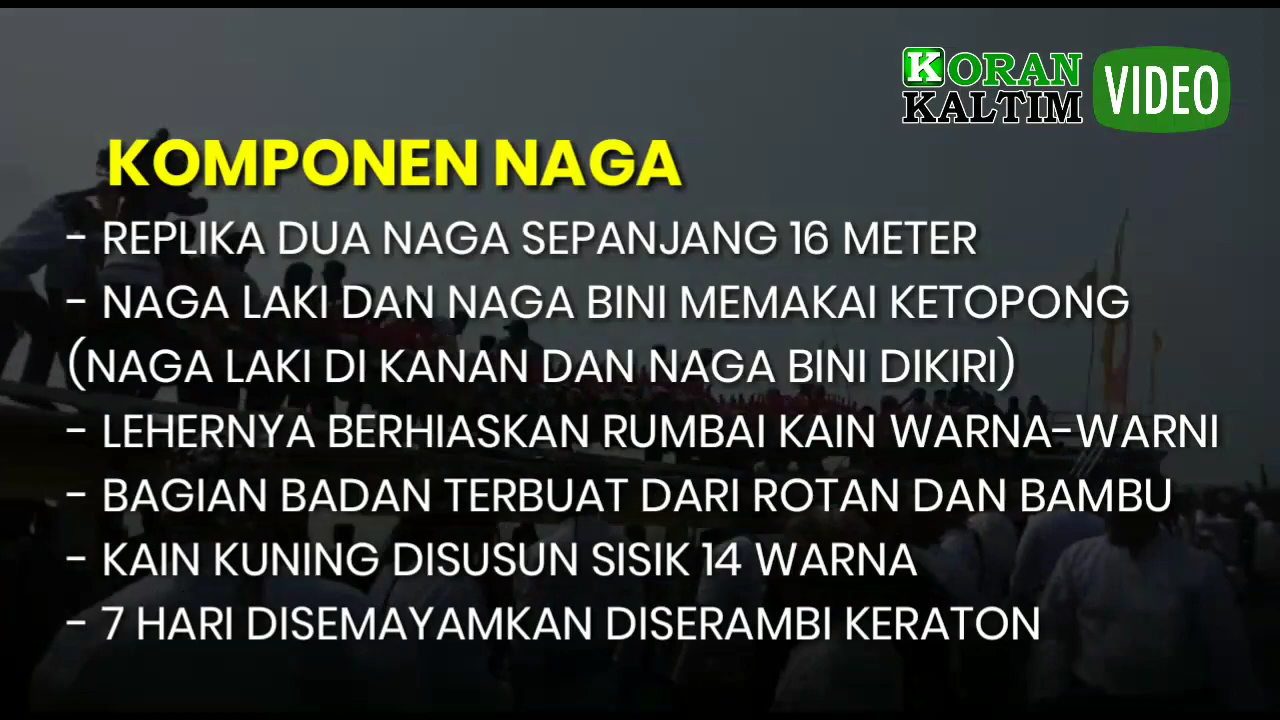 KORAN
KALTIM
VIDEO
KOMPONEN NAGA
- REPLIKA DUA NAGA SEPANJANG 16 METER
- NAGA LAKI DAN NAGA BINI MEMAKAI KETOPONG
(NAGA LAKI DI KANAN DAN NAGA BINI DIKIRI)
- LEHERNYA BERHIASKAN RUMBAI KAIN WARNA-WARNI
- BAGIAN BADAN TERBUAT DARI ROTAN DAN BAMBU
- KAIN KUNING DISUSUN SISIK 14 WARNA
- 7 HARI DISEMAYAMKAN DISERAMBI KERATON